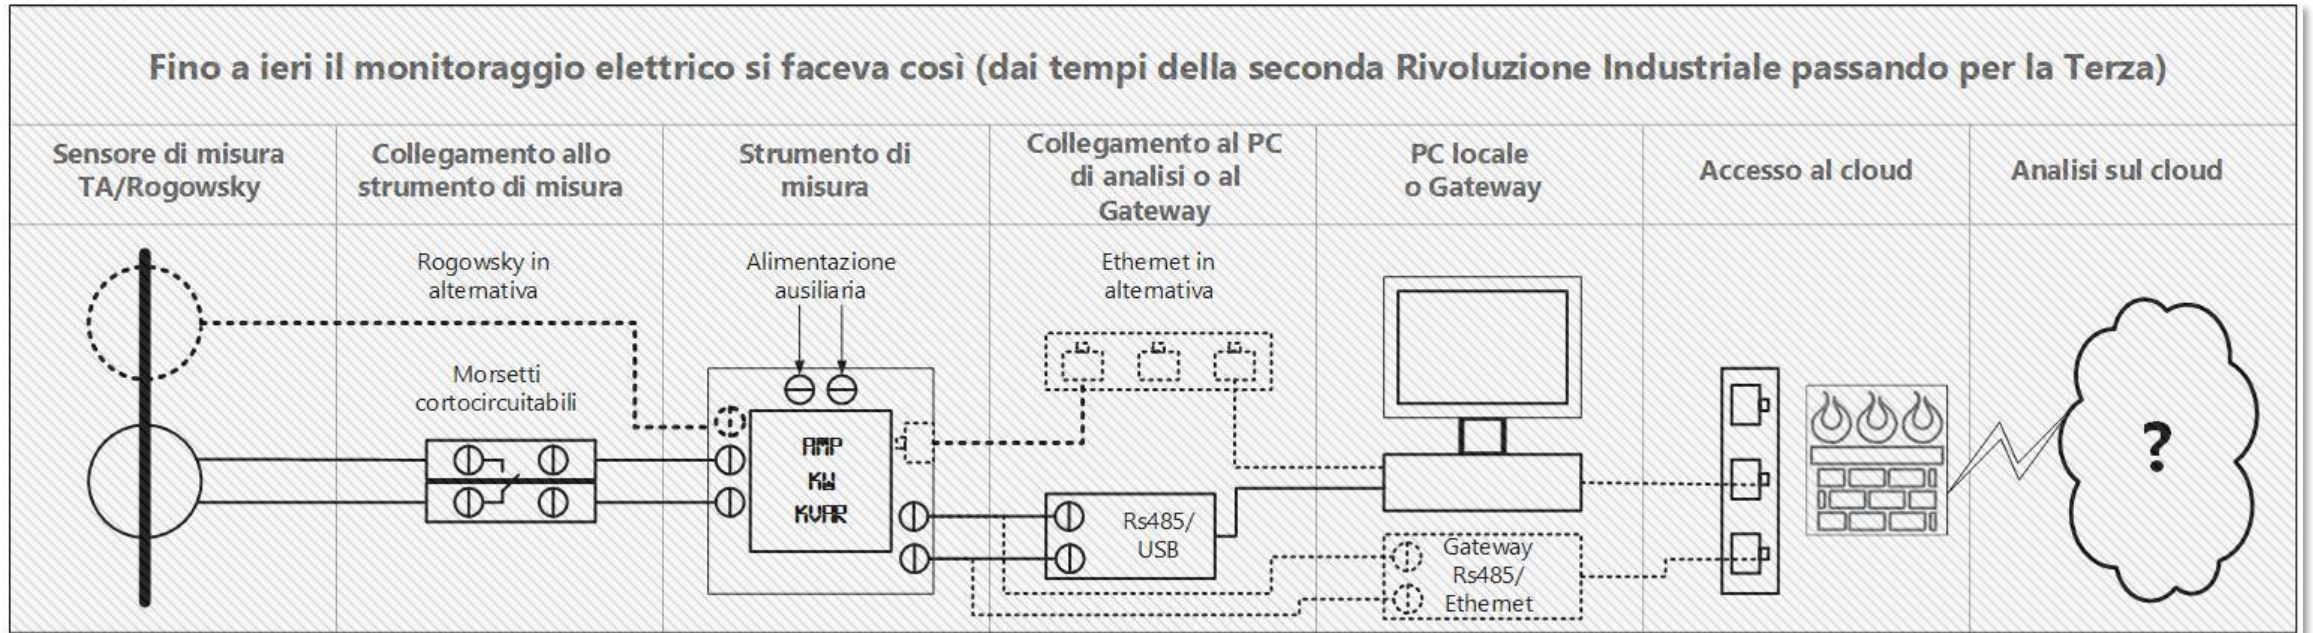 Fino a ieri il monitoraggio elettrico si faceva così (dai tempi della seconda Rivoluzione Industriale passando per la Terza)
Sensore di misura
TA/Rogowsky
Collegamento allo
strumento di misura
Strumento di
misura
Collegamento al PC
di analisi o al
Gateway
PC locale
o Gateway
Accesso al cloud
Analisi sul cloud
Rogowsky in
alternativa
Morsetti
cortocircuitabili
Alimentazione
ausiliaria
AMP
KW
KVAR
Ethernet in
alternativa
Rs485/
USB
Gateway
Rs485/
Ethernet
?